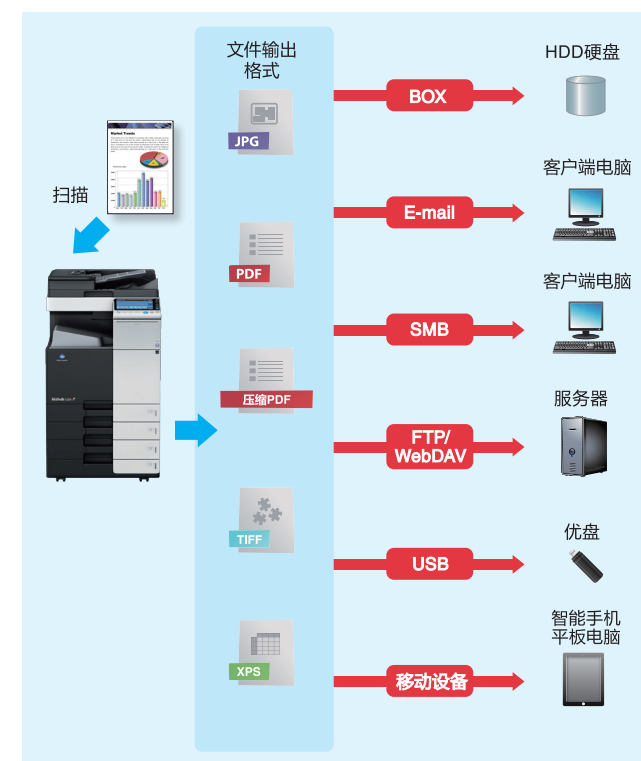 文件输出
格式
JPG
PDF
压缩PDF
TIFF
XPS
扫描
Market Trends
BOX
E-mail
SMB
FTP/
WebDAV
USB
移动设备
HDD硬盘
客户端电脑
客户端电脑
服务器
优盘
智能手机
平板电脑